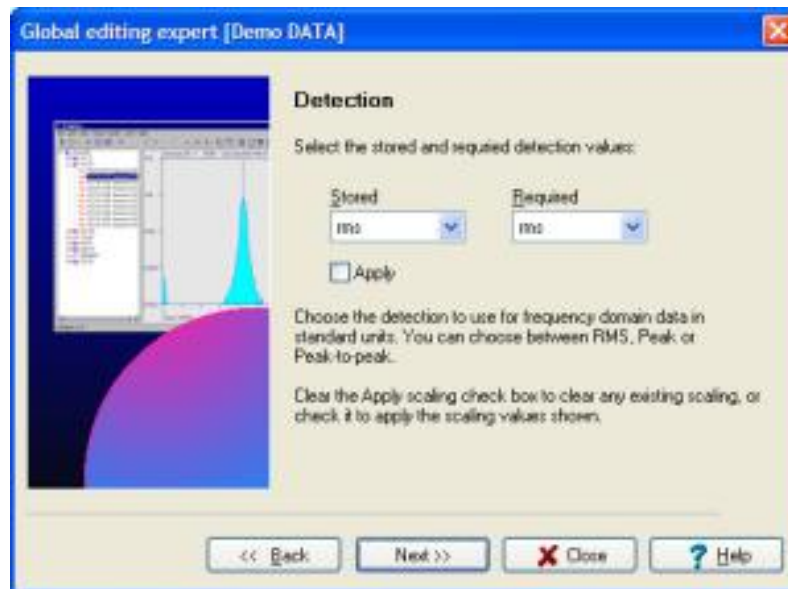 Global editing expert [Demo DATA]
Detection
Select the stored and requried detection values:
Stored
Required
rms
rms
Apply
Choose the detection to use for frequency domain data in
standard units. You can choose between RMS, Peak or
Peak-to-peak.
Clear the Apply scaling check box to clear any existing scaling, or
check it to apply the scaling values shown.
<< Back
Next >>
Close
Help